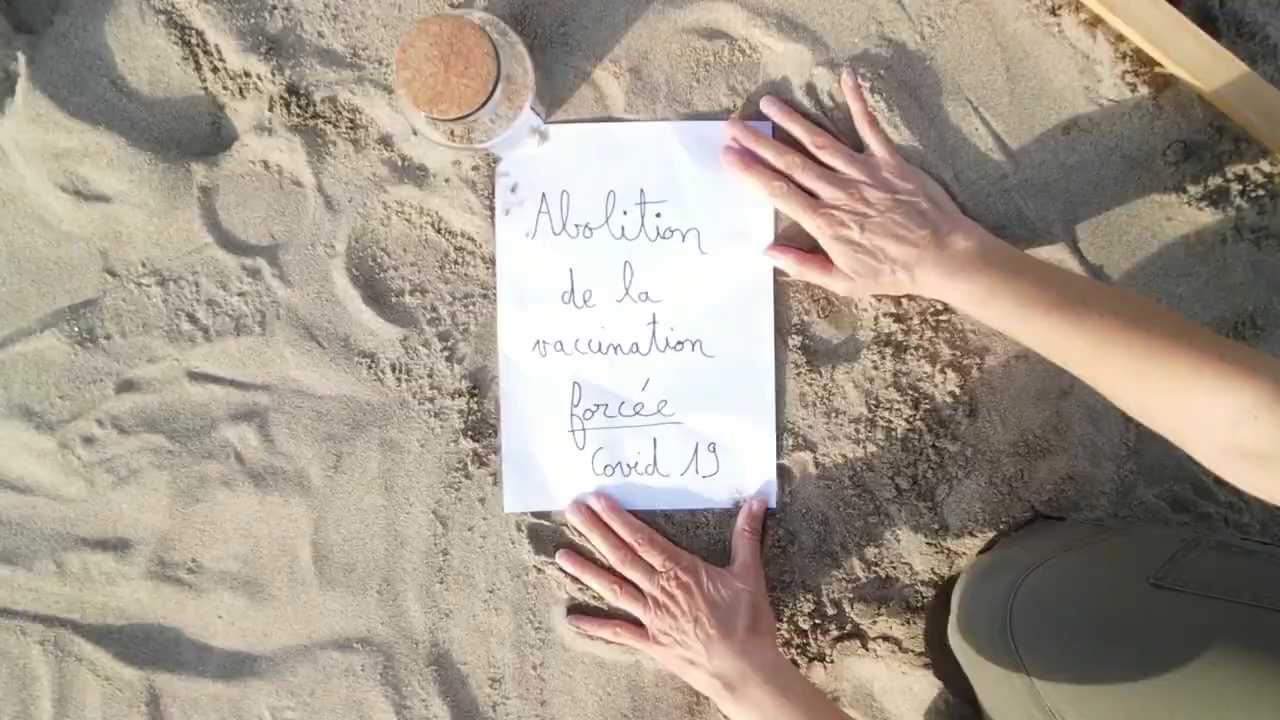 Abolition
de la
vaccination
forcée
Covid 19